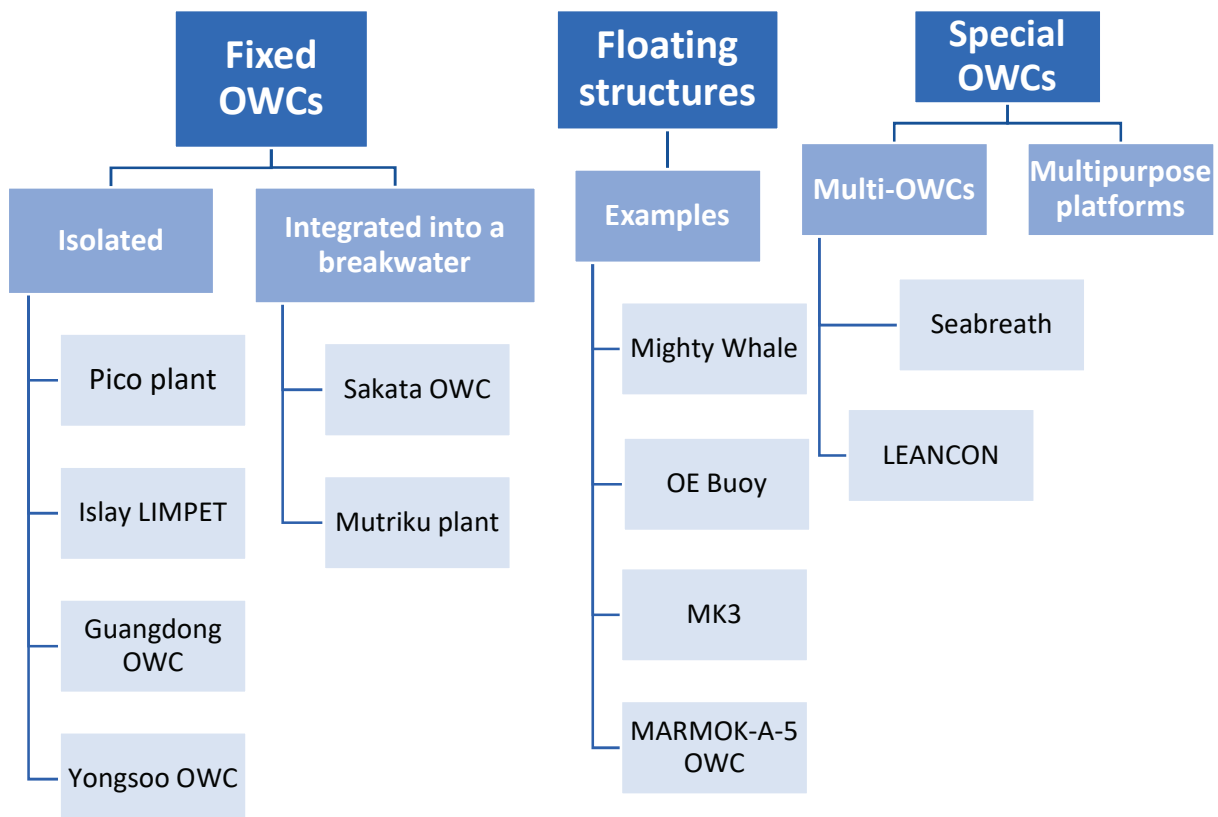 Fixed
OWCs
Isolated
Pico plant
Islay LIMPET
Guangdong
OWC
Yongsoo OWC
Integrated into a
breakwater
Sakata OWC
Mutriku plant
Floating
structures
Examples
Mighty Whale
OE Buoy
MK3
MARMOK-A-5
OWC
Special
OWCs
Multi-OWCs
Seabreath
LEANCON
Multipurpose
platforms